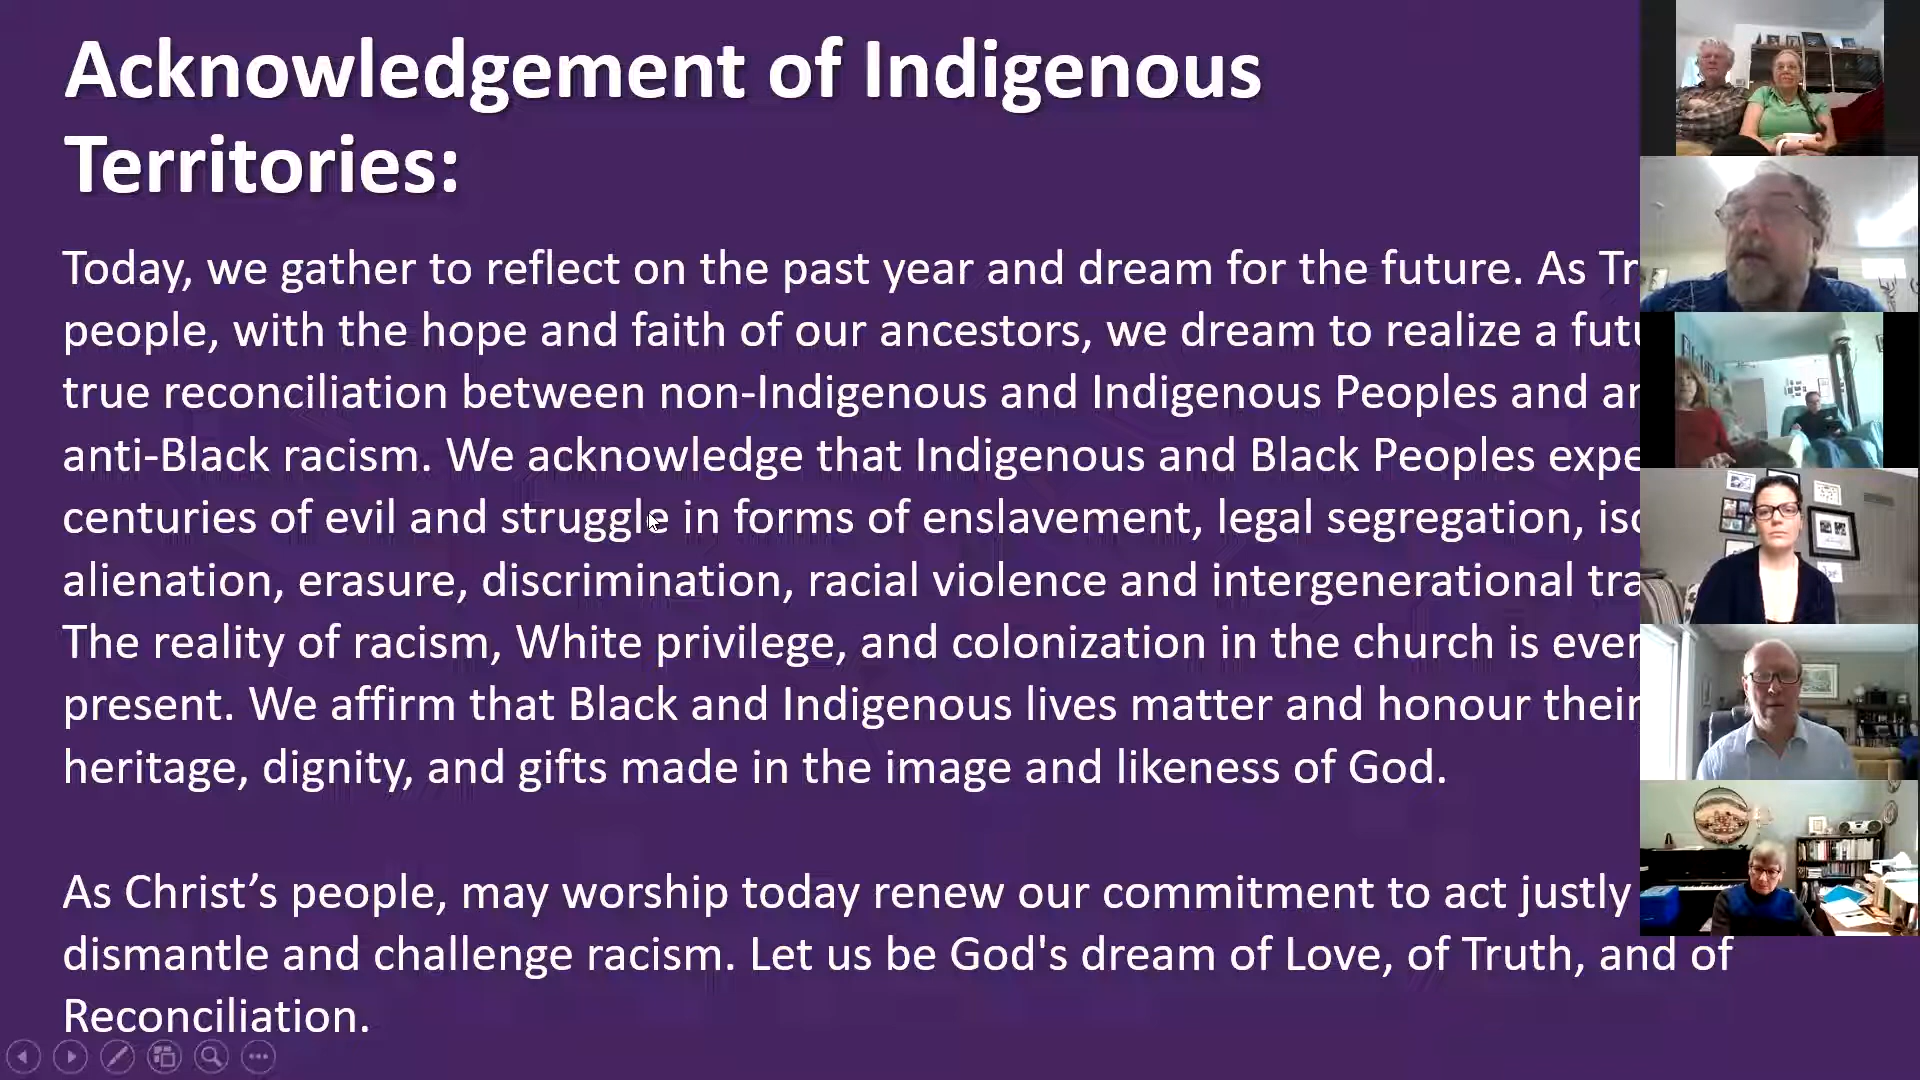 Acknowledgement of Indigenous
Territories:
Today, we gather to reflect on the past year and dream for the future. As
people, with the hope and faith of our ancestors, we dream to realize a
true reconciliation between non-Indigenous and Indigenous Peoples and
anti-Black racism. We acknowledge that Indigenous and Black Peoples
centuries of evil and struggle in forms of enslavement, legal segregation,
alienation, erasure, discrimination, racial violence and intergenerational
The reality of racism, White privilege, and colonization in the church is ever
present. We affirm that Black and Indigenous lives matter and honour their
heritage, dignity, and gifts made in the image and likeness of God.
As Christ’s people, may worship today renew our commitment to act justly
dismantle and challenge racism. Let us be God's dream of Love, of Truth, and of
Reconciliation.